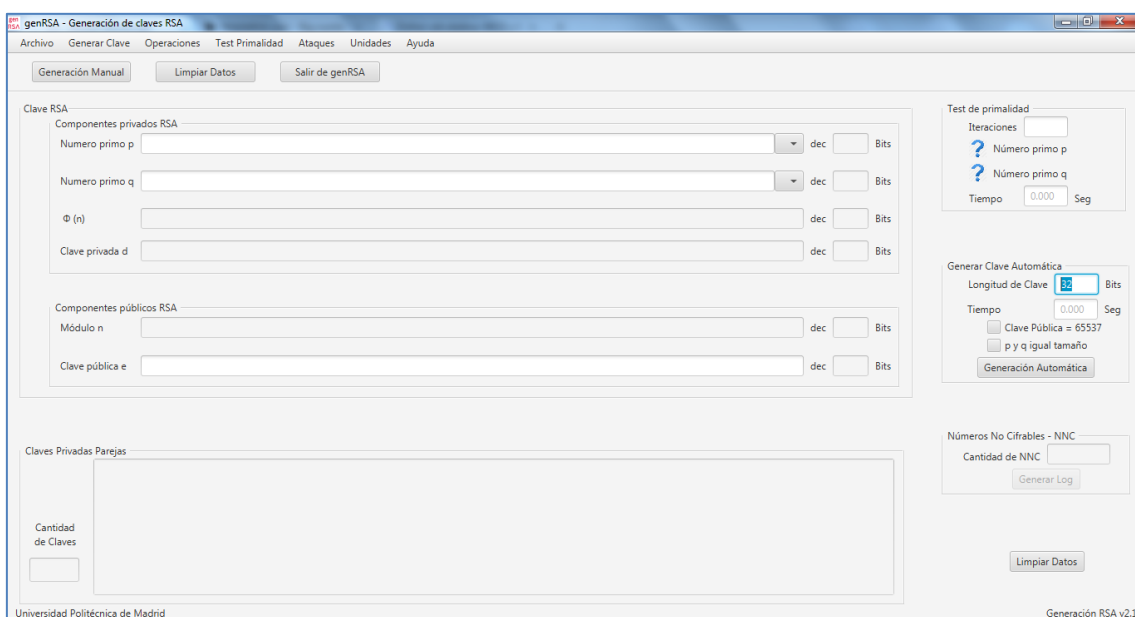 gen RSA genRSA - Generación de claves RSA
Archivo Generar Clave Operaciones Test Primalidad Ataques Unidades Ayuda
Generación Manual Limpiar Datos Salir de genRSA
Clave RSA
Componentes privados RSA
Numero primo p dec Bits
Numero primo q dec Bits
Φ (n) dec Bits
Clave privada d dec Bits
Componentes públicos RSA
Módulo n dec Bits
Clave pública e dec Bits
Claves Privadas Parejas
Cantidad
de Claves
Test de primalidad
Iteraciones
? Número primo p
? Número primo q
Tiempo 0.000 Seg
Generar Clave Automática
Longitud de Clave 32 Bits
Tiempo 0.000 Seg
Clave Pública = 65537
p y q igual tamaño
Generación Automática
Números No Cifrables - NNC
Cantidad de NNC
Generar Log
Limpiar Datos
Universidad Politécnica de Madrid Generación RSA v2.1